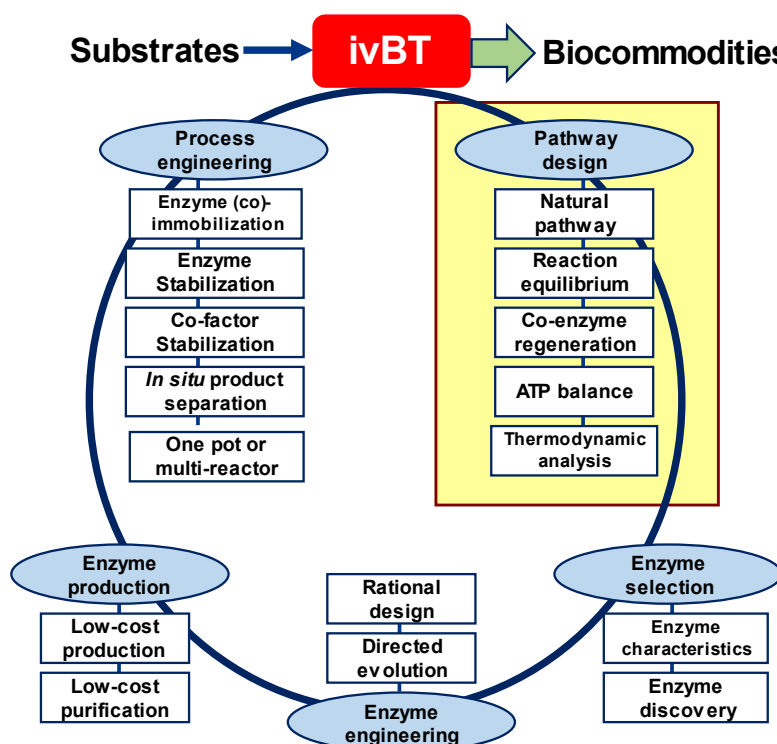 Substrates
ivBT
Biocommodities
Process
engineering
Enzyme (co)-
immobilization
Enzyme
Stabilization
Co-factor
Stabilization
In situ product
separation
One pot or
multi-reactor
Pathway
design
Natural
pathway
Reaction
equilibrium
Co-enzyme
regeneration
ATP balance
Thermodynamic
analysis
Enzyme
production
Low-cost
production
Low-cost
purification
Rational
design
Directed
evolution
Enzyme
engineering
Enzyme
selection
Enzyme
characteristics
Enzyme
discovery